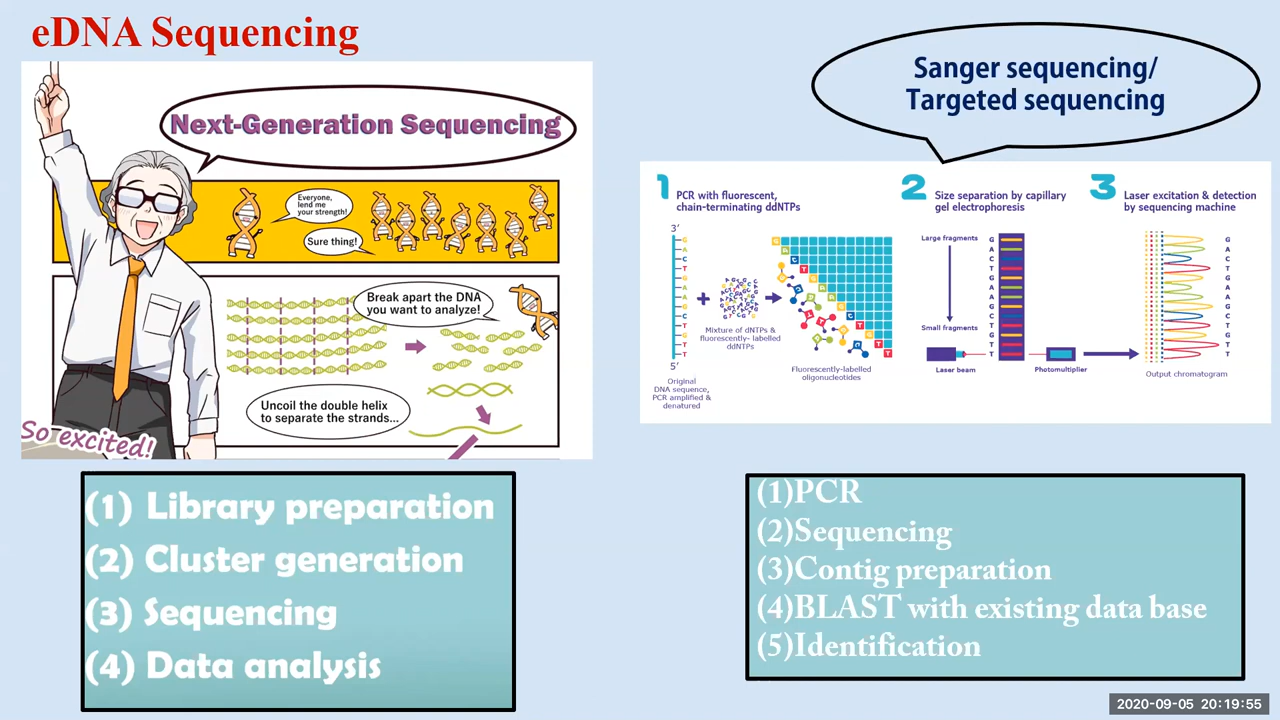 eDNA Sequencing
Next-Generation Sequencing
Everyone,
lend me
your strength!
Sure thing!
Break apart the DNA
you want to analyze!
Uncoil the double helix
to separate the strands...
So excited!
(1) Library preparation
(2) Cluster generation
(3) Sequencing
(4) Data analysis
Sanger sequencing/
Targeted sequencing
1 PCR with fluorescent,
chain-terminating ddNTPs
3′
G
A
C
T
G
A
A
G
C
T
G
T
T
5′
Original
DNA sequence,
PCR amplified &
denatured
+
Mixture of dNTPs &
fluorescently- labelled
ddNTPs
Fluorescently-labelled
oligonucleotides
2 Size separation by capillary
gel electrophoresis
Large fragments
Small fragments
G
A
C
T
G
A
A
G
C
T
G
T
T
Laser beam
Photomultiplier
3 Laser excitation & detection
by sequencing machine
G
A
C
T
G
A
A
G
C
T
G
T
T
Output chromatogram
(1)PCR
(2)Sequencing
(3)Contig preparation
(4)BLAST with existing data base
(5)Identification
2020-09-05 20:19:55